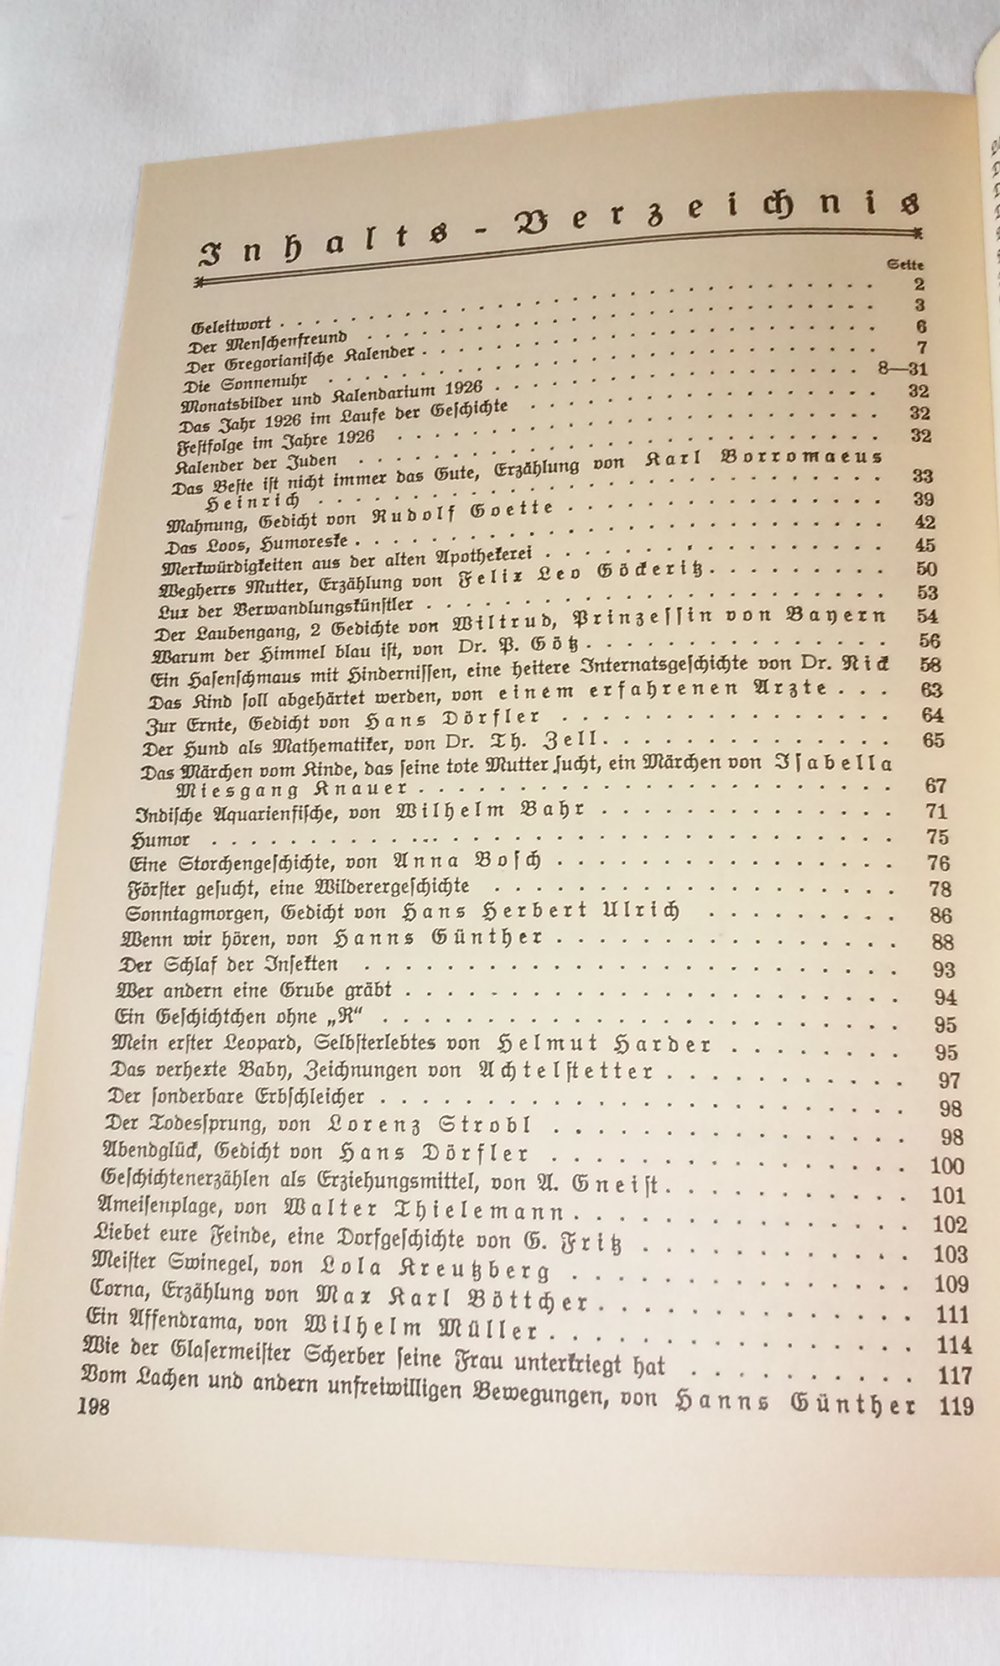 Inhalts-Verzeichnis
Seite
Geleitwort . . . . . . . . . . 2
Der Menschenfreund . . . . . . . . . . 3
Der Gregorianische Kalender . . . . . . . . . . 6
Die Sonnenuhr . . . . . . . . . . 7
Monatsbilder und Kalendarium 1926 . . . . . . . . . . 8—31
Das Jahr 1926 im Laufe der Geschichte . . . . . . . . . . 32
Festfolge im Jahre 1926 . . . . . . . . . . 32
Kalender der Juden . . . . . . . . . . 32
Das Beste ist nicht immer das Gute, Erzählung von Karl Borromaeus
Heinrich . . . . . . . . . . 33
Mahnung, Gedicht von Rudolf Goette . . . . . . . . . . 39
Das Loos, Humoreske . . . . . . . . . . 42
Merkwürdigkeiten aus der alten Apothekerei . . . . . . . . . . 45
Wegherrs Mutter, Erzählung von Felix Leo Göckeritz . . . . . . . . . . 50
Lux der Verwandlungskünstler . . . . . . . . . . 53
Der Laubengang, 2 Gedichte von Wiltrud, Prinzessin von Bayern 54
Warum der Himmel blau ist, von Dr. P. Götz . . . . . . . . . . 56
Ein Hasenschmaus mit Hindernissen, eine heitere Internatsgeschichte von Dr. Nick 58
Das Kind soll abgehärtet werden, von einem erfahrenen Arzte . . . 63
Zur Ernte, Gedicht von Hans Dörfler . . . . . . . . . . 64
Der Hund als Mathematiker, von Dr. Th. Zell . . . . . . . . . . 65
Das Märchen vom Kinde, das seine tote Mutter sucht, ein Märchen von Isabella
Miesgang Knauer . . . . . . . . . . 67
Indische Aquarienfische, von Wilhelm Bahr . . . . . . . . . . 71
Humor . . . . . . . . . . 75
Eine Storchengeschichte, von Anna Bosch . . . . . . . . . . 76
Förster gesucht, eine Wilderergeschichte . . . . . . . . . . 78
Sonntagmorgen, Gedicht von Hans Herbert Ulrich . . . . . . . . . . 86
Wenn wir hören, von Hanns Günther . . . . . . . . . . 88
Der Schlaf der Insekten . . . . . . . . . . 93
Wer andern eine Grube gräbt . . . . . . . . . . 94
Ein Geschichtchen ohne „R“ . . . . . . . . . . 95
Mein erster Leopard, Selbsterlebtes von Helmut Harder . . . . . . . . 95
Das verhexte Baby, Zeichnungen von Achtelstetter . . . . . . . . . . 97
Der sonderbare Erbschleicher . . . . . . . . . . 98
Der Todessprung, von Lorenz Strobl . . . . . . . . . . 98
Abendglück, Gedicht von Hans Dörfler . . . . . . . . . . 100
Geschichtenerzählen als Erziehungsmittel, von A. Gneist . . . . . . . . . . 101
Ameisenplage, von Walter Thielemann . . . . . . . . . . 102
Liebet eure Feinde, eine Dorfgeschichte von G. Fritz . . . . . . . . . . 103
Meister Swinegel, von Lola Kreutzberg . . . . . . . . . . 109
Corna, Erzählung von Max Karl Böttcher . . . . . . . . . . 111
Ein Affendrama, von Wilhelm Müller . . . . . . . . . . 114
Wie der Glasermeister Scherber seine Frau unterkriegt hat . . . . . . . . . . 117
Vom Lachen und andern unfreiwilligen Bewegungen, von Hanns Günther 119
198